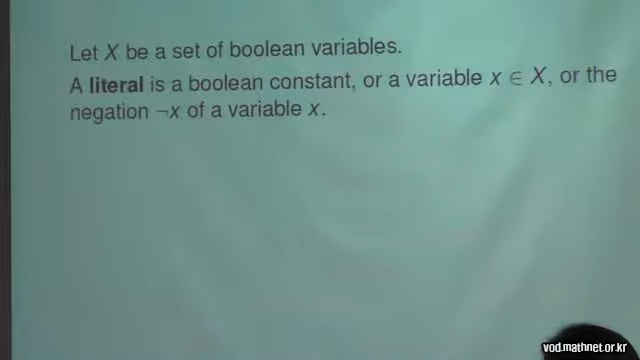 Let X be a set of boolean variables.
A literal is a boolean constant, or a variable x ∈ X, or the
negation ¬x of a variable x.
vod.mathnet.or.kr